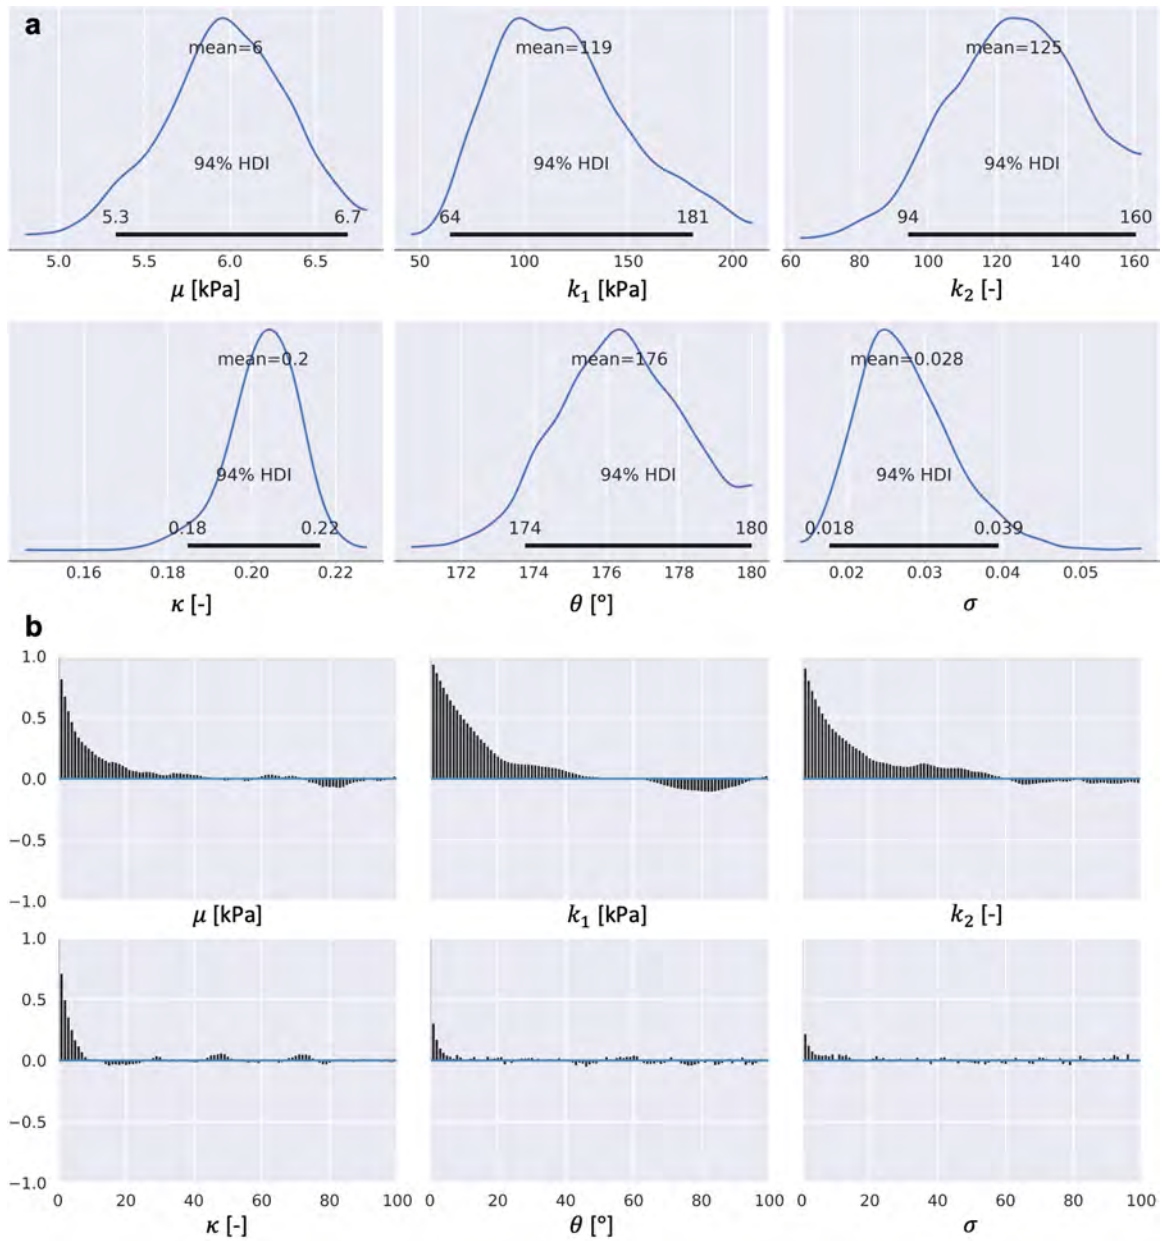 a
mean=6
mean=119
mean=125
94% HDI
94% HDI
94% HDI
5.3 6.7
64 181
94 160
5.0 5.5 6.0 6.5
50 100 150 200
60 80 100 120 140 160
μ [kPa]
k₁ [kPa]
k₂ [-]
mean=0.2
mean=176
mean=0.028
94% HDI
94% HDI
94% HDI
0.18 0.22
174 180
0.018 0.039
0.16 0.18 0.20 0.22
172 174 176 178 180
0.02 0.03 0.04 0.05
κ [-]
θ [°]
σ
b
1.0
0.5
0.0
−0.5
−1.0
μ [kPa]
k₁ [kPa]
k₂ [-]
1.0
0.5
0.0
−0.5
−1.0
0 20 40 60 80 100
0 20 40 60 80 100
0 20 40 60 80 100
κ [-]
θ [°]
σ